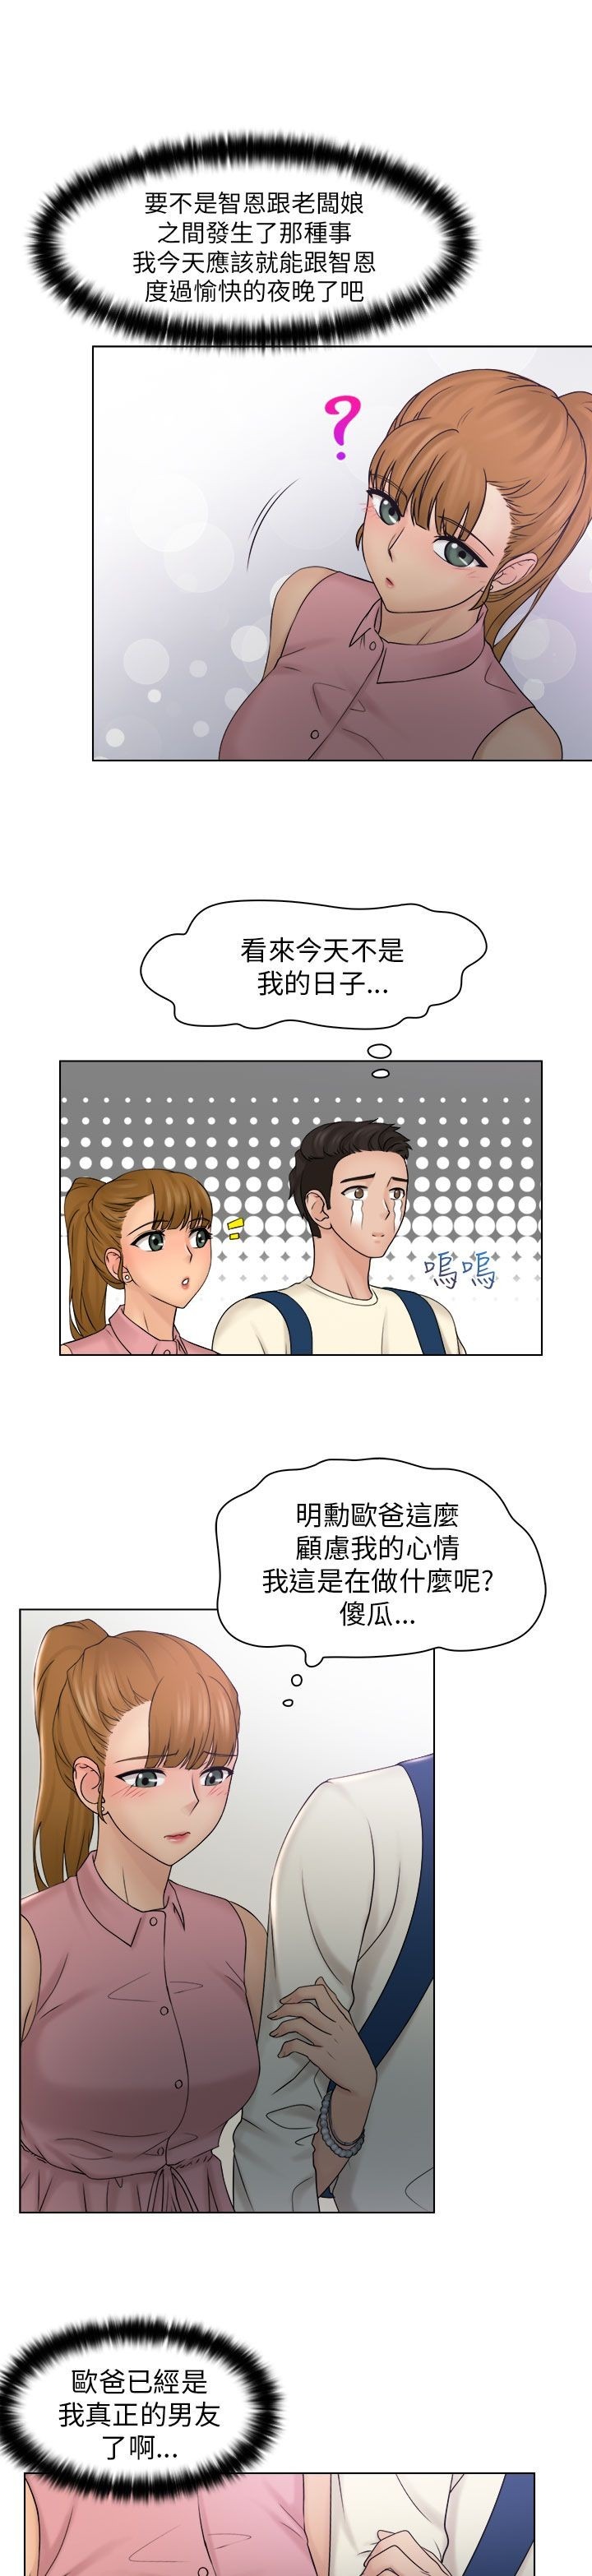 要不是智恩跟老闆娘
之間發生了那種事
我今天應該就能跟智恩
度過愉快的夜晚了吧
?
看來今天不是
我的日子...
嗚嗚
明勳歐爸這麼
顧慮我的心情
我這是在做什麼呢?
傻瓜...
歐爸已經是
我真正的男友
了啊...